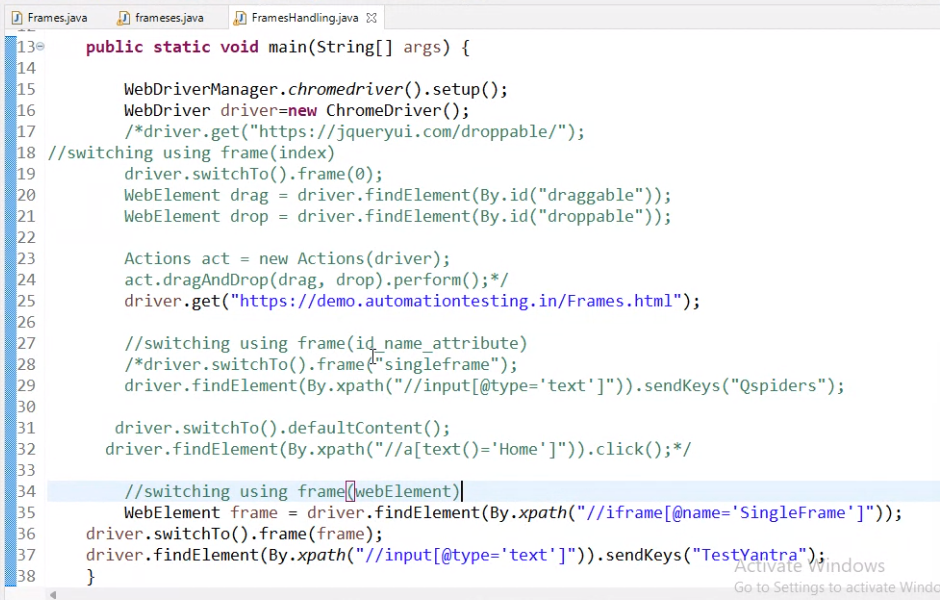 Frames.java frameses.java FramesHandling.java
13 public static void main(String[] args) {
14
15 WebDriverManager.chromedriver().setup();
16 WebDriver driver=new ChromeDriver();
17 /*driver.get("https://jqueryui.com/droppable/");
18 //switching using frame(index)
19 driver.switchTo().frame(0);
20 WebElement drag = driver.findElement(By.id("draggable"));
21 WebElement drop = driver.findElement(By.id("droppable"));
22
23 Actions act = new Actions(driver);
24 act.dragAndDrop(drag, drop).perform();*/
25 driver.get("https://demo.automationtesting.in/Frames.html");
26
27 //switching using frame(id_name_attribute)
28 /*driver.switchTo().frame("singleframe");
29 driver.findElement(By.xpath("//input[@type='text']")).sendKeys("Qspiders");
30
31 driver.switchTo().defaultContent();
32 driver.findElement(By.xpath("//a[text()='Home']")).click();*/
33
34 //switching using frame(webElement)
35 WebElement frame = driver.findElement(By.xpath("//iframe[@name='SingleFrame']"));
36 driver.switchTo().frame(frame);
37 driver.findElement(By.xpath("//input[@type='text']")).sendKeys("TestYantra");
Activate Windows
38 }
Go to Settings to activate Windo